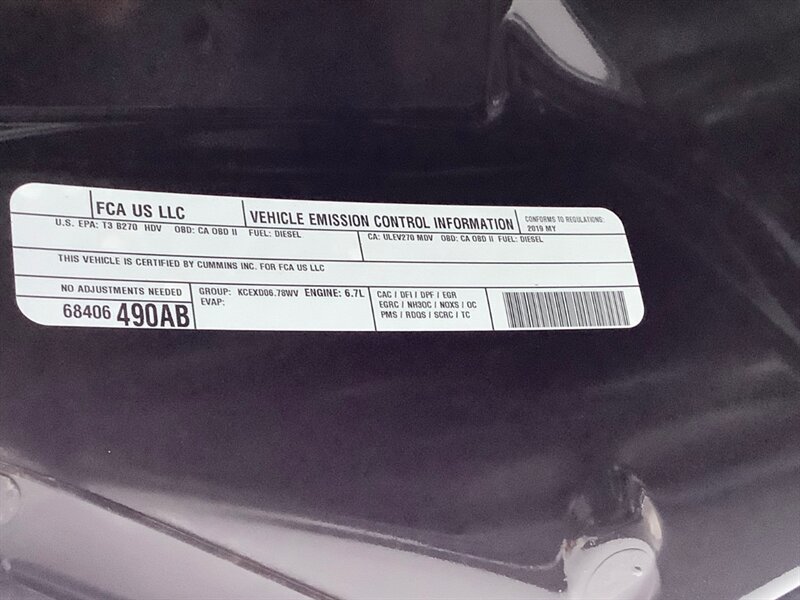 FCA US LLC
VEHICLE EMISSION CONTROL INFORMATION
CONFORMS TO REGULATIONS:
2019 MY
U.S. EPA: T3 B270 HDV OBD: CA OBD II FUEL: DIESEL
CA: ULEV270 MDV OBD: CA OBD II FUEL: DIESEL
THIS VEHICLE IS CERTIFIED BY CUMMINS INC. FOR FCA US LLC
NO ADJUSTMENTS NEEDED
68406 490AB
GROUP: KCEXD06.78WV ENGINE: 6.7L
EVAP:
CAC / DFI / DPF / EGR
EGRC / NH3OC / NOXS / OC
PMS / RDQS / SCRC / TC